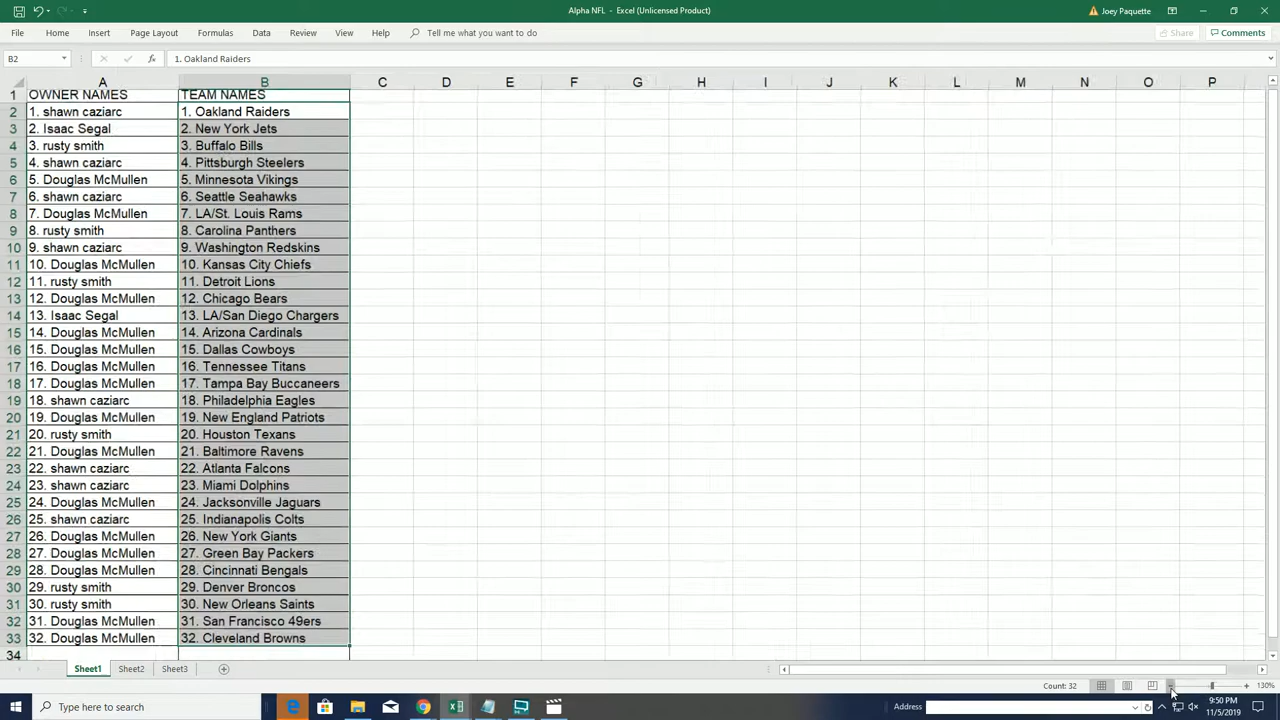 Alpha NFL - Excel (Unlicensed Product)
Joey Paquette
File Home Insert Page Layout Formulas Data Review View Help Tell me what you want to do Share Comments
B2 fx 1. Oakland Raiders
A B C D E F G H I J K L M N O P
1 OWNER NAMES TEAM NAMES
2 1. shawn caziarc 1. Oakland Raiders
3 2. Isaac Segal 2. New York Jets
4 3. rusty smith 3. Buffalo Bills
5 4. shawn caziarc 4. Pittsburgh Steelers
6 5. Douglas McMullen 5. Minnesota Vikings
7 6. shawn caziarc 6. Seattle Seahawks
8 7. Douglas McMullen 7. LA/St. Louis Rams
9 8. rusty smith 8. Carolina Panthers
10 9. shawn caziarc 9. Washington Redskins
11 10. Douglas McMullen 10. Kansas City Chiefs
12 11. rusty smith 11. Detroit Lions
13 12. Douglas McMullen 12. Chicago Bears
14 13. Isaac Segal 13. LA/San Diego Chargers
15 14. Douglas McMullen 14. Arizona Cardinals
16 15. Douglas McMullen 15. Dallas Cowboys
17 16. Douglas McMullen 16. Tennessee Titans
18 17. Douglas McMullen 17. Tampa Bay Buccaneers
19 18. shawn caziarc 18. Philadelphia Eagles
20 19. Douglas McMullen 19. New England Patriots
21 20. rusty smith 20. Houston Texans
22 21. Douglas McMullen 21. Baltimore Ravens
23 22. shawn caziarc 22. Atlanta Falcons
24 23. shawn caziarc 23. Miami Dolphins
25 24. Douglas McMullen 24. Jacksonville Jaguars
26 25. shawn caziarc 25. Indianapolis Colts
27 26. Douglas McMullen 26. New York Giants
28 27. Douglas McMullen 27. Green Bay Packers
29 28. Douglas McMullen 28. Cincinnati Bengals
30 29. rusty smith 29. Denver Broncos
31 30. rusty smith 30. New Orleans Saints
32 31. Douglas McMullen 31. San Francisco 49ers
33 32. Douglas McMullen 32. Cleveland Browns
34
Sheet1 Sheet2 Sheet3
Count: 32 130%
Type here to search Address 9:50 PM
11/5/2019